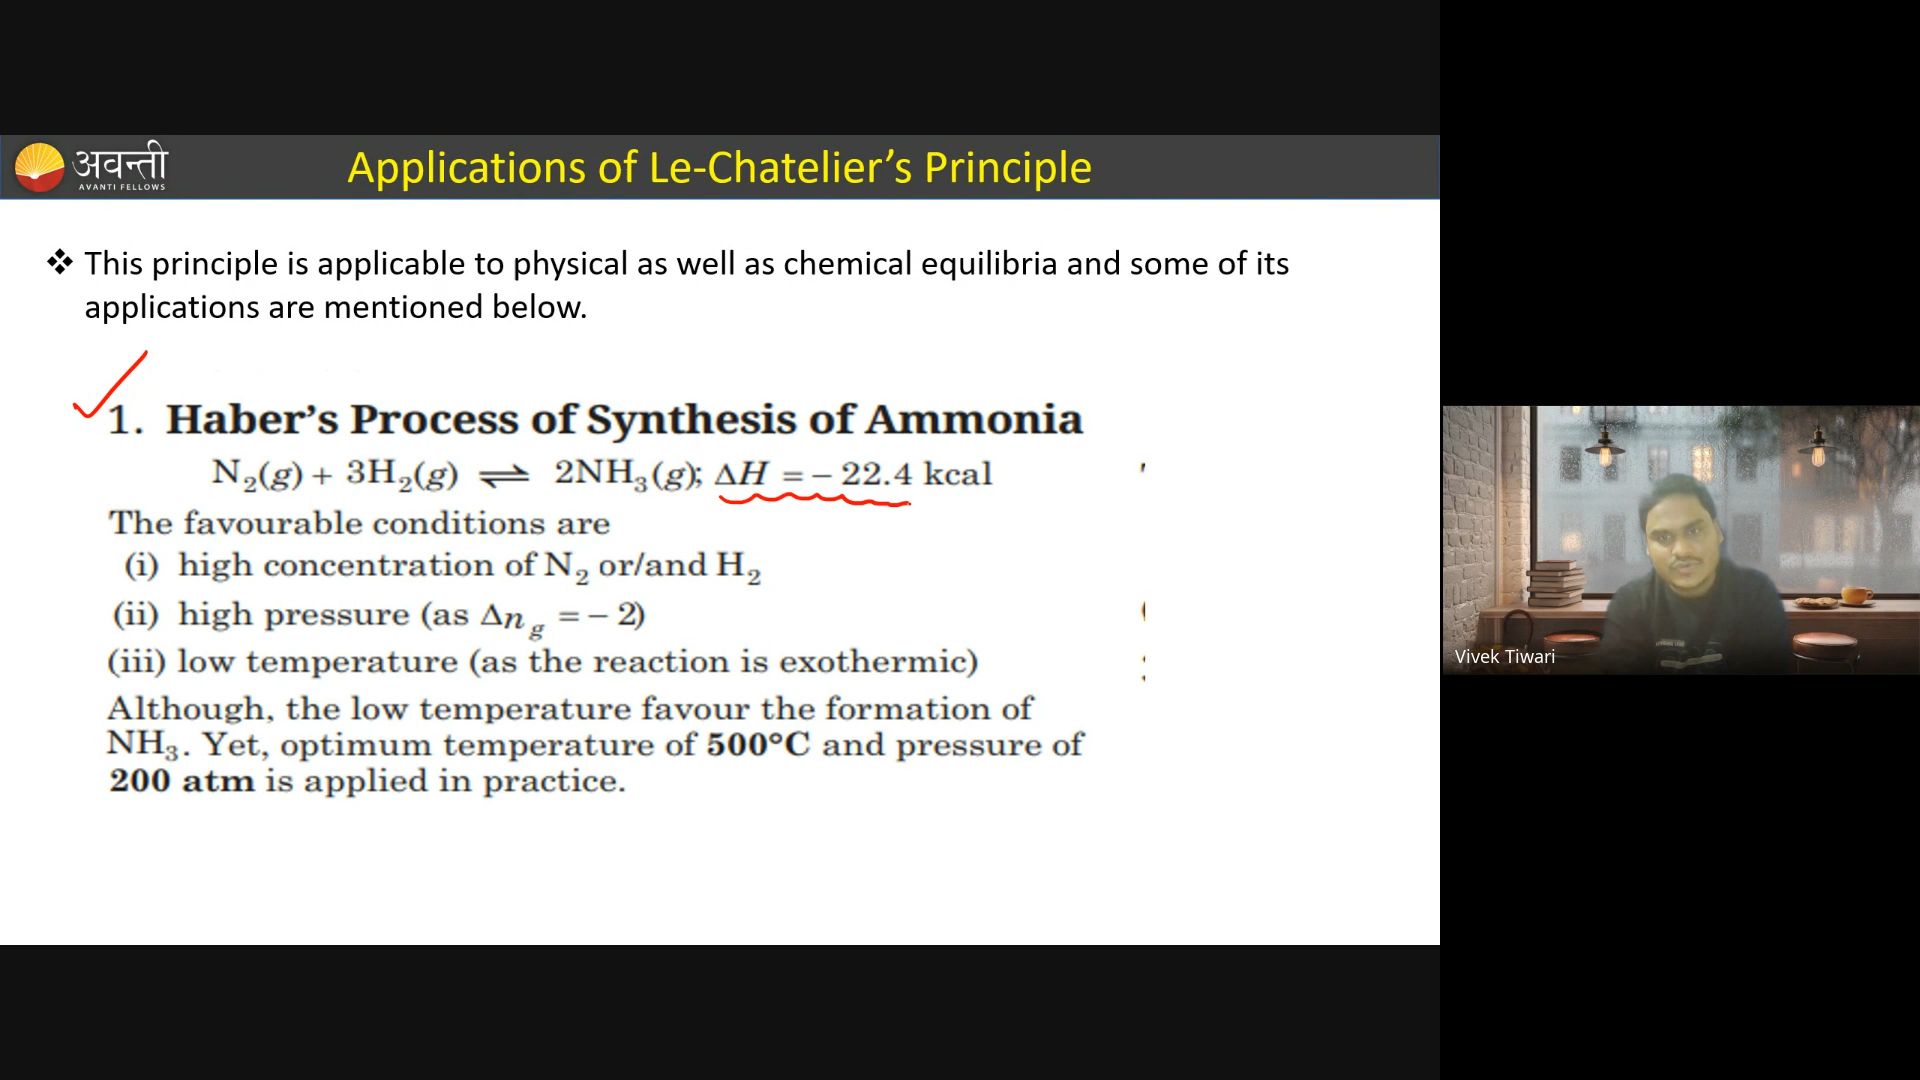 अवन्ती
AVANTI FELLOWS
Applications of Le-Chatelier’s Principle
❖ This principle is applicable to physical as well as chemical equilibria and some of its
applications are mentioned below.
1. Haber’s Process of Synthesis of Ammonia
N₂(g) + 3H₂(g) ⇌ 2NH₃(g); ΔH = – 22.4 kcal
The favourable conditions are
(i) high concentration of N₂ or/and H₂
(ii) high pressure (as Δn_g = – 2)
(iii) low temperature (as the reaction is exothermic)
Although, the low temperature favour the formation of
NH₃. Yet, optimum temperature of 500°C and pressure of
200 atm is applied in practice.
Vivek Tiwari